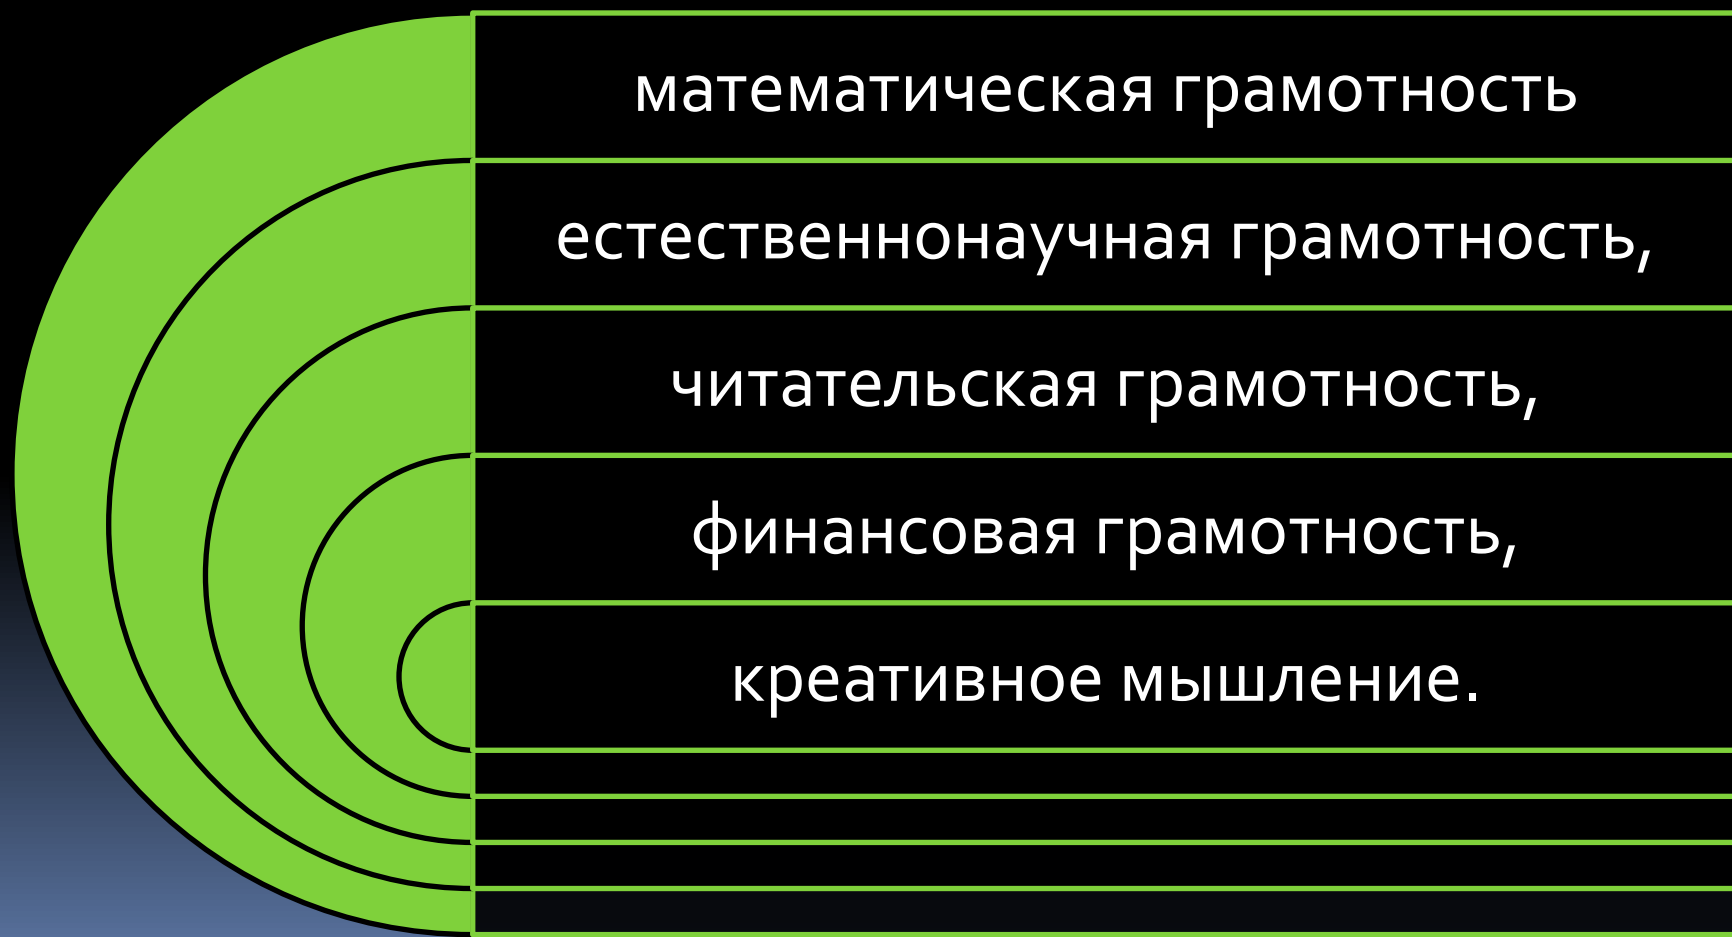 математическая грамотность
естественнонаучная грамотность,
читательская грамотность,
финансовая грамотность,
креативное мышление.